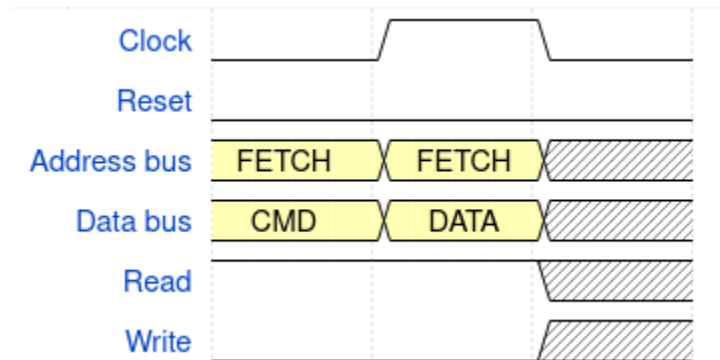 Clock
Reset
Address bus FETCH FETCH
Data bus CMD DATA
Read
Write